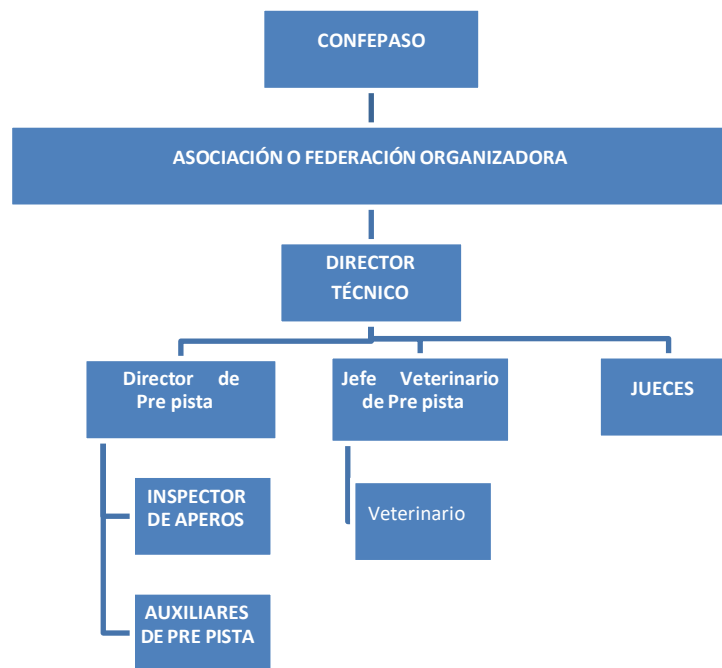 CONFEPASO
ASOCIACIÓN O FEDERACIÓN ORGANIZADORA
DIRECTOR
TÉCNICO
Director de
Pre pista
Jefe Veterinario
de Pre pista
JUECES
INSPECTOR
DE APEROS
Veterinario
AUXILIARES
DE PRE PISTA